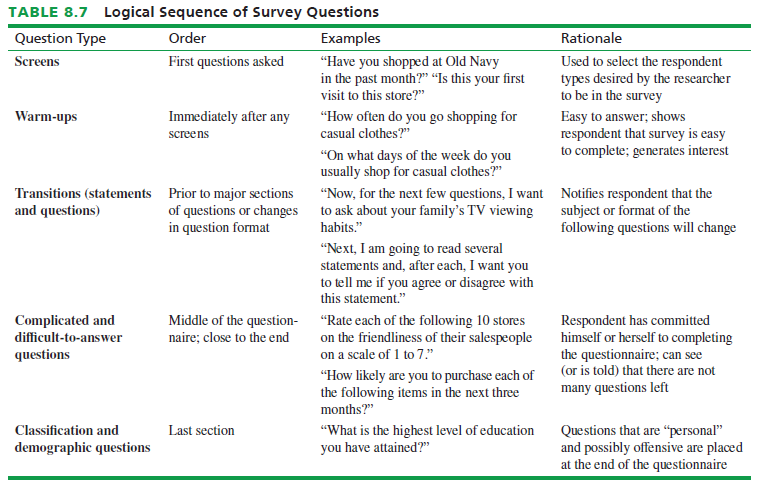 TABLE 8.7 Logical Sequence of Survey Questions
Question Type Order Examples Rationale
Screens First questions asked “Have you shopped at Old Navy Used to select the respondent
in the past month?” “Is this your first types desired by the researcher
visit to this store?” to be in the survey
Warm-ups Immediately after any “How often do you go shopping for Easy to answer; shows
screens casual clothes?” respondent that survey is easy
“On what days of the week do you to complete; generates interest
usually shop for casual clothes?”
Transitions (statements Prior to major sections “Now, for the next few questions, I want Notifies respondent that the
and questions) of questions or changes to ask about your family’s TV viewing subject or format of the
in question format habits.” following questions will change
“Next, I am going to read several
statements and, after each, I want you
to tell me if you agree or disagree with
this statement.”
Complicated and Middle of the question- “Rate each of the following 10 stores Respondent has committed
difficult-to-answer naire; close to the end on the friendliness of their salespeople himself or herself to completing
questions on a scale of 1 to 7.” the questionnaire; can see
“How likely are you to purchase each of (or is told) that there are not
the following items in the next three many questions left
months?”
Classification and Last section “What is the highest level of education Questions that are “personal”
demographic questions you have attained?” and possibly offensive are placed
at the end of the questionnaire